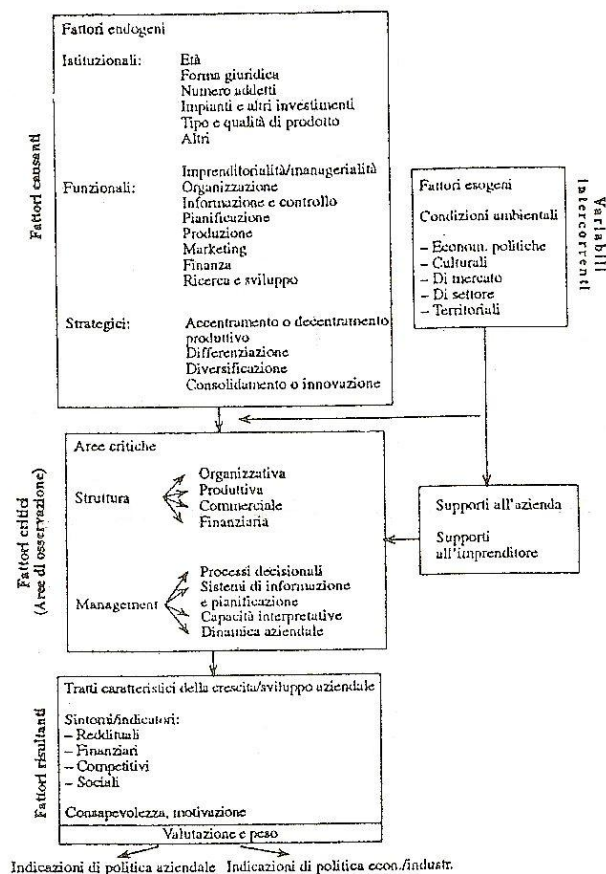 Fattori causanti
Fattori endogeni
Istituzionali: Età
Forma giuridica
Numero addetti
Impianti e altri investimenti
Tipo e qualità di prodotto
Altri
Imprenditorialità/managerialità
Funzionali: Organizzazione
Informazione e controllo
Pianificazione
Produzione
Marketing
Finanza
Ricerca e sviluppo
Strategici: Accentramento o decentramento
produttivo
Differenziazione
Diversificazione
Consolidamento o innovazione
Variabili
intercorrenti
Fattori esogeni
Condizioni ambientali
– Econom. politiche
– Culturali
– Di mercato
– Di settore
– Territoriali
Fattori critici
(Aree di osservazione)
Aree critiche
Struttura
Organizzativa
Produttiva
Commerciale
Finanziaria
Management
Processi decisionali
Sistemi di informazione
e pianificazione
Capacità interpretative
Dinamica aziendale
Supporti all'azienda
Supporti
all'imprenditore
Fattori risultanti
Tratti caratteristici della crescita/sviluppo aziendale
Sintomi/indicatori:
– Reddituali
– Finanziari
– Competitivi
– Sociali
Consapevolezza, motivazione
Valutazione e peso
Indicazioni di politica aziendale Indicazioni di politica econ./industr.